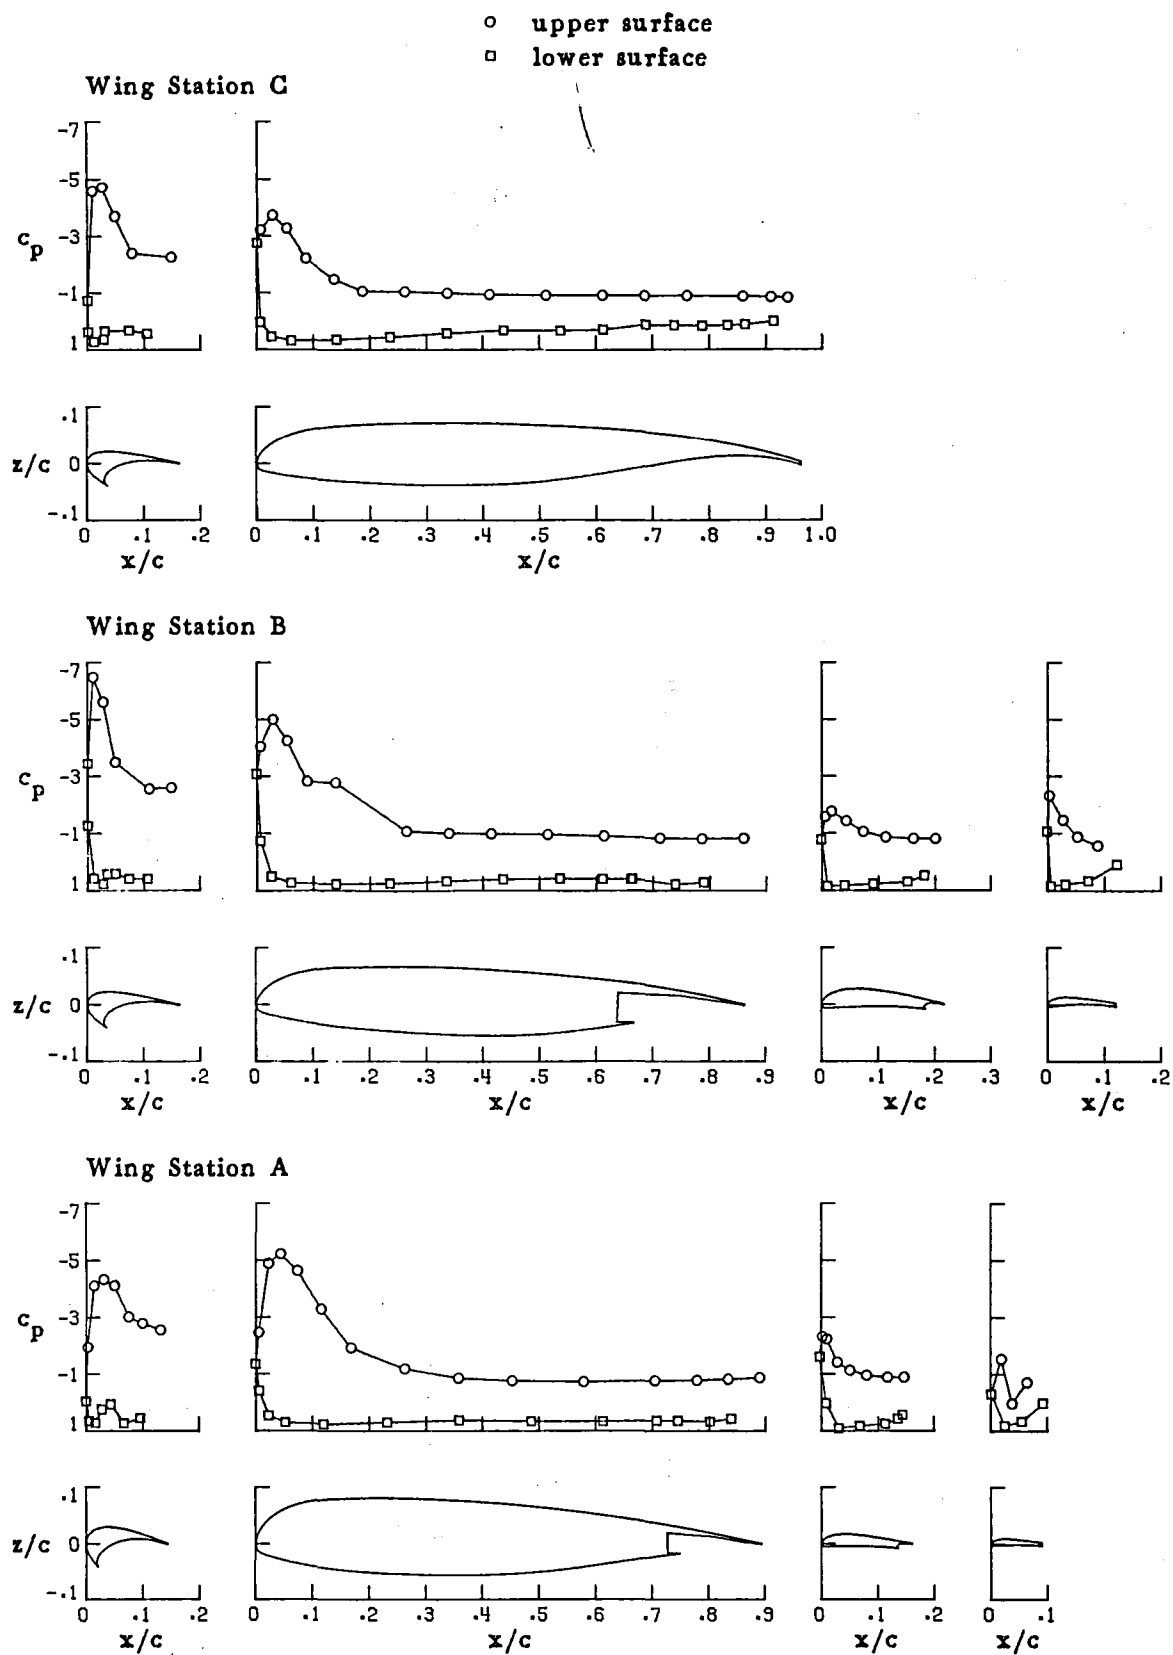 ○ upper surface
□ lower surface
Wing Station C
-7
-5
c_p -3
-1
1
.1
z/c 0
-.1
0 .1 .2 0 .1 .2 .3 .4 .5 .6 .7 .8 .9 1.0
x/c x/c
Wing Station B
-7
-5
c_p -3
-1
1
.1
z/c 0
-.1
0 .1 .2 0 .1 .2 .3 .4 .5 .6 .7 .8 .9 0 .1 .2 .3 0 .1 .2
x/c x/c x/c x/c
Wing Station A
-7
-5
c_p -3
-1
1
.1
z/c 0
-.1
0 .1 .2 0 .1 .2 .3 .4 .5 .6 .7 .8 .9 0 .1 .2 0 .1
x/c x/c x/c x/c